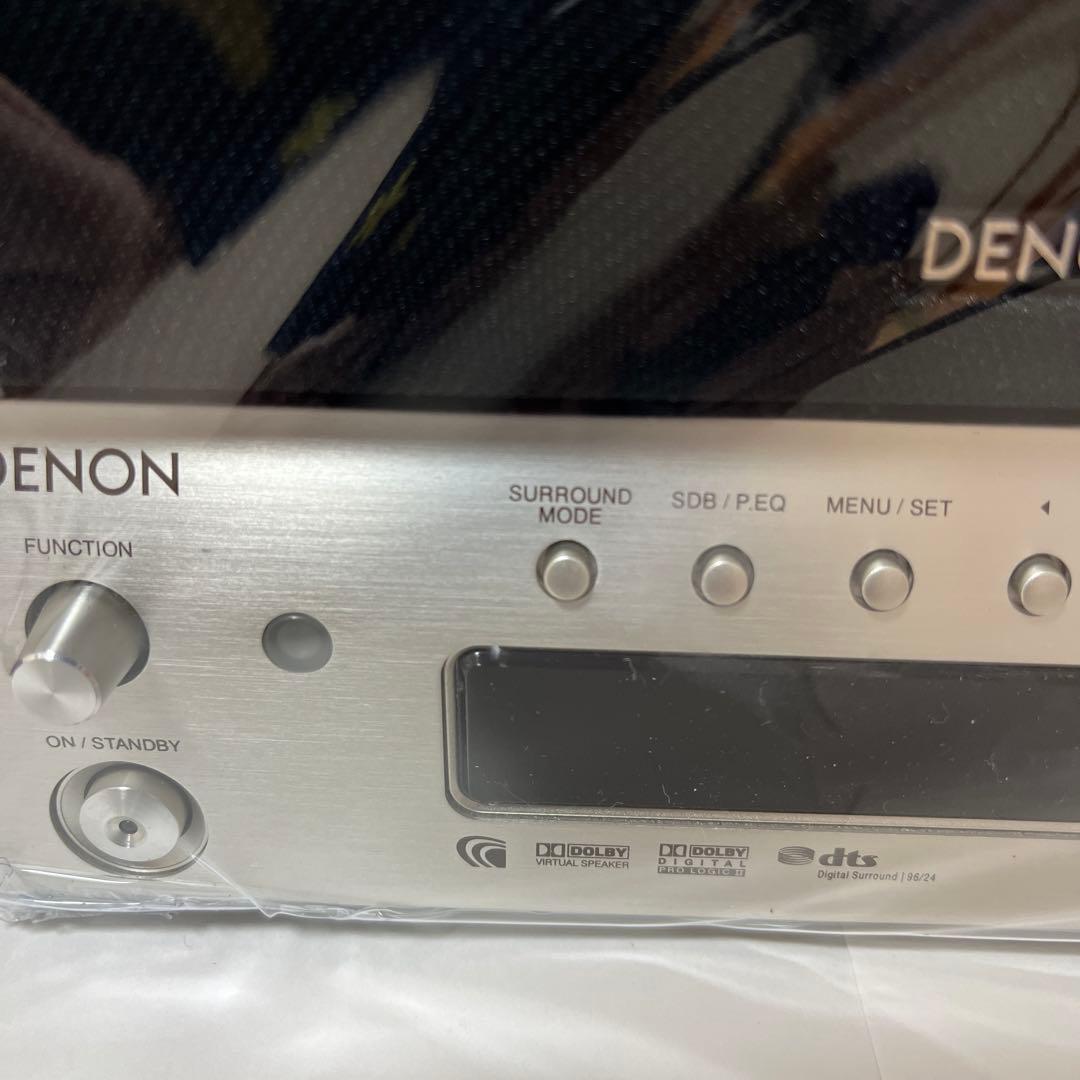 DENON
DENON
FUNCTION
SURROUND
MODE
SDB / P.EQ
MENU / SET
ON / STANDBY
DOLBY
VIRTUAL SPEAKER
DOLBY
DIGITAL
PRO LOGIC II
dts
Digital Surround | 96/24